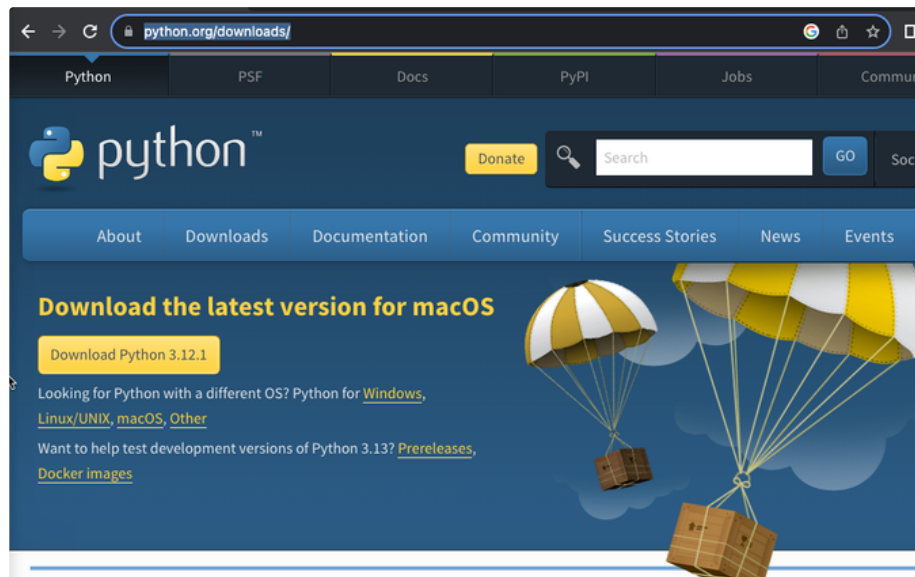 python.org/downloads/
Python PSF Docs PyPI Jobs Commu
python™
Donate Search GO Soc
About Downloads Documentation Community Success Stories News Events
Download the latest version for macOS
Download Python 3.12.1
Looking for Python with a different OS? Python for Windows,
Linux/UNIX, macOS, Other
Want to help test development versions of Python 3.13? Prereleases,
Docker images